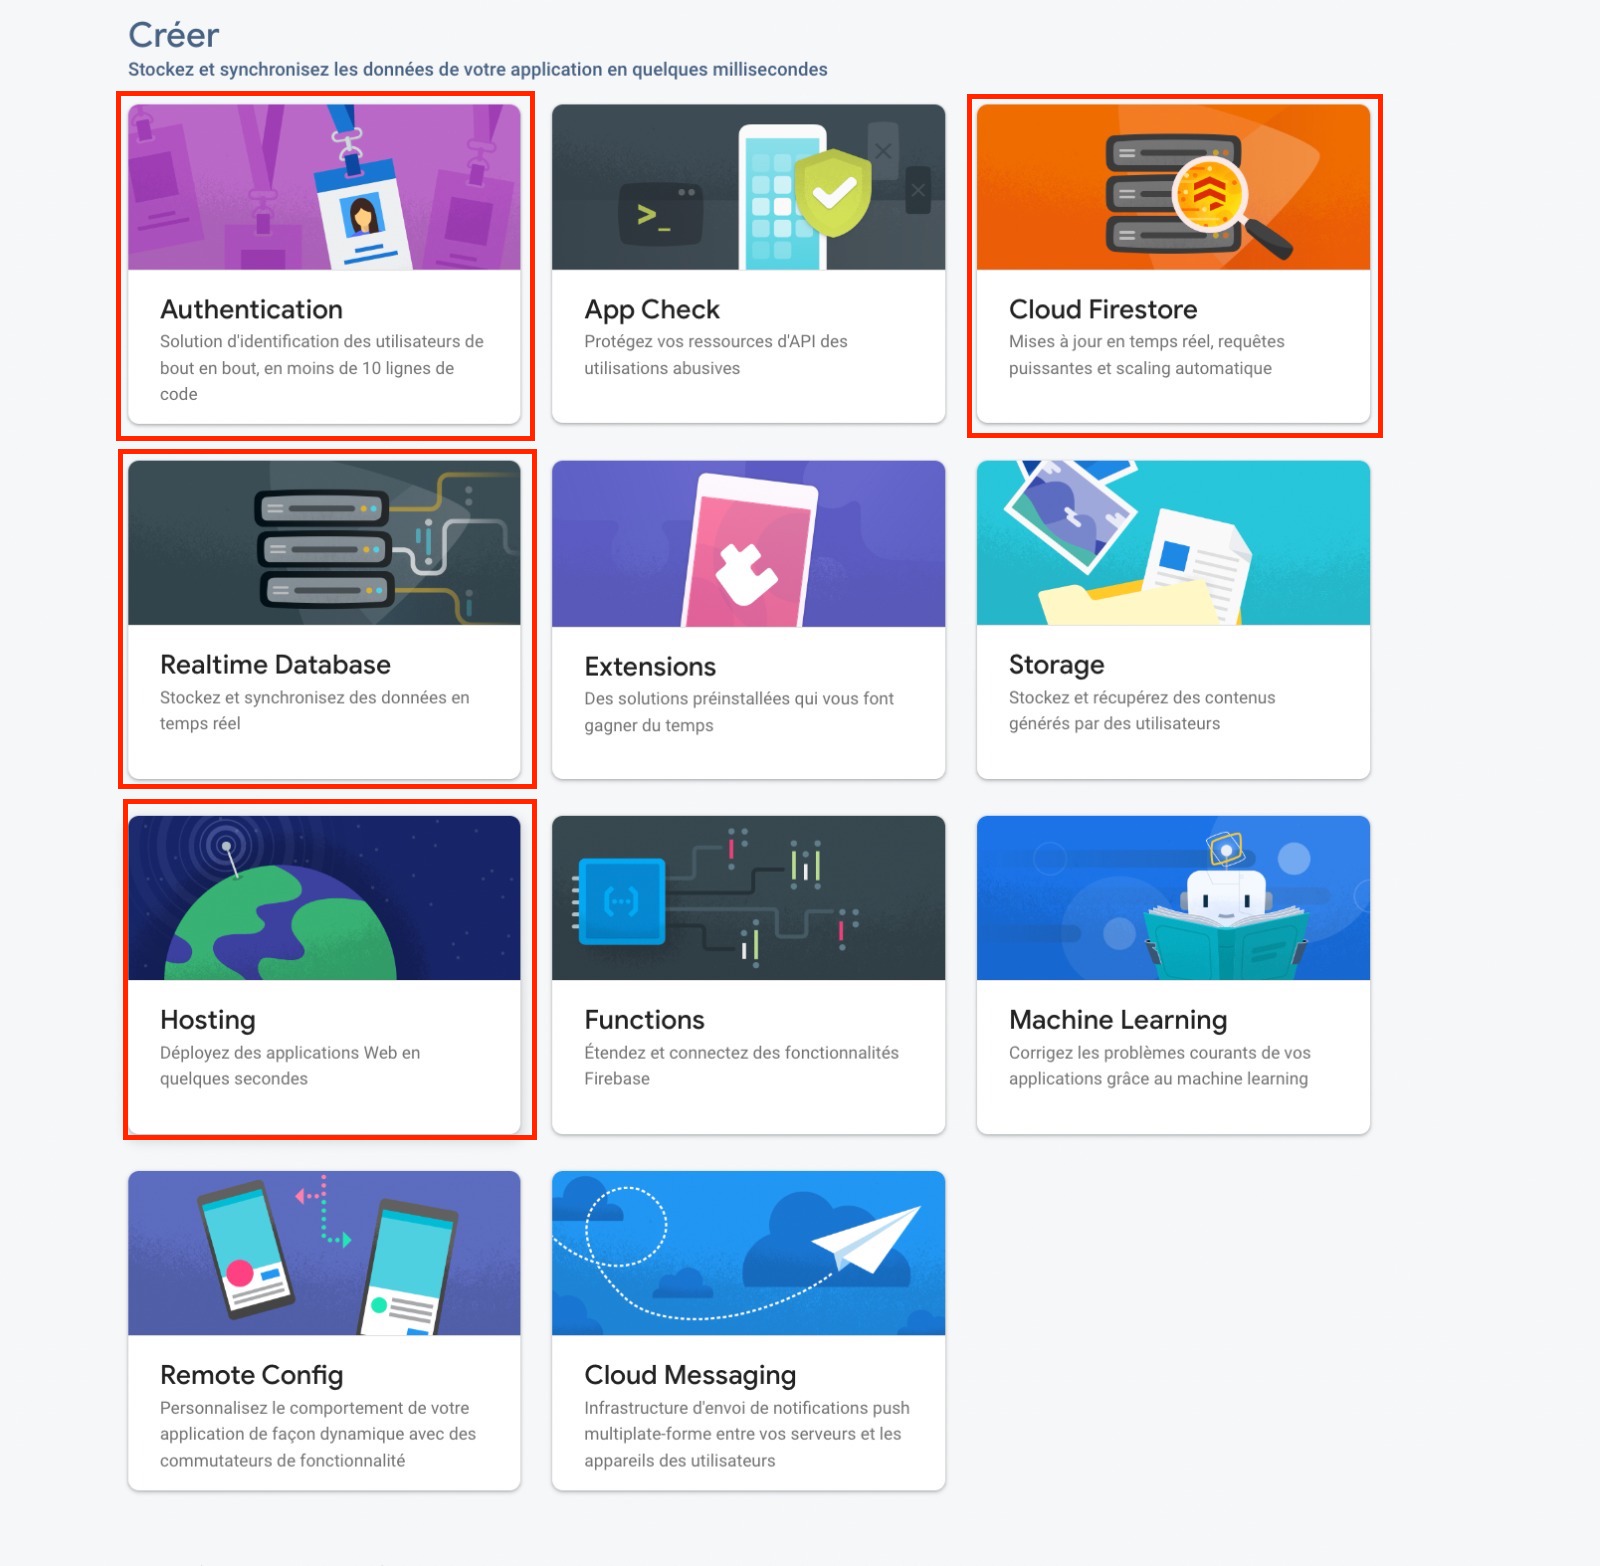 Créer
Stockez et synchronisez les données de votre application en quelques millisecondes
Authentication
Solution d'identification des utilisateurs de
bout en bout, en moins de 10 lignes de
code
App Check
Protégez vos ressources d'API des
utilisations abusives
Cloud Firestore
Mises à jour en temps réel, requêtes
puissantes et scaling automatique
Realtime Database
Stockez et synchronisez des données en
temps réel
Extensions
Des solutions préinstallées qui vous font
gagner du temps
Storage
Stockez et récupérez des contenus
générés par des utilisateurs
Hosting
Déployez des applications Web en
quelques secondes
Functions
Étendez et connectez des fonctionnalités
Firebase
Machine Learning
Corrigez les problèmes courants de vos
applications grâce au machine learning
Remote Config
Personnalisez le comportement de votre
application de façon dynamique avec des
commutateurs de fonctionnalité
Cloud Messaging
Infrastructure d'envoi de notifications push
multiplate-forme entre vos serveurs et les
appareils des utilisateurs